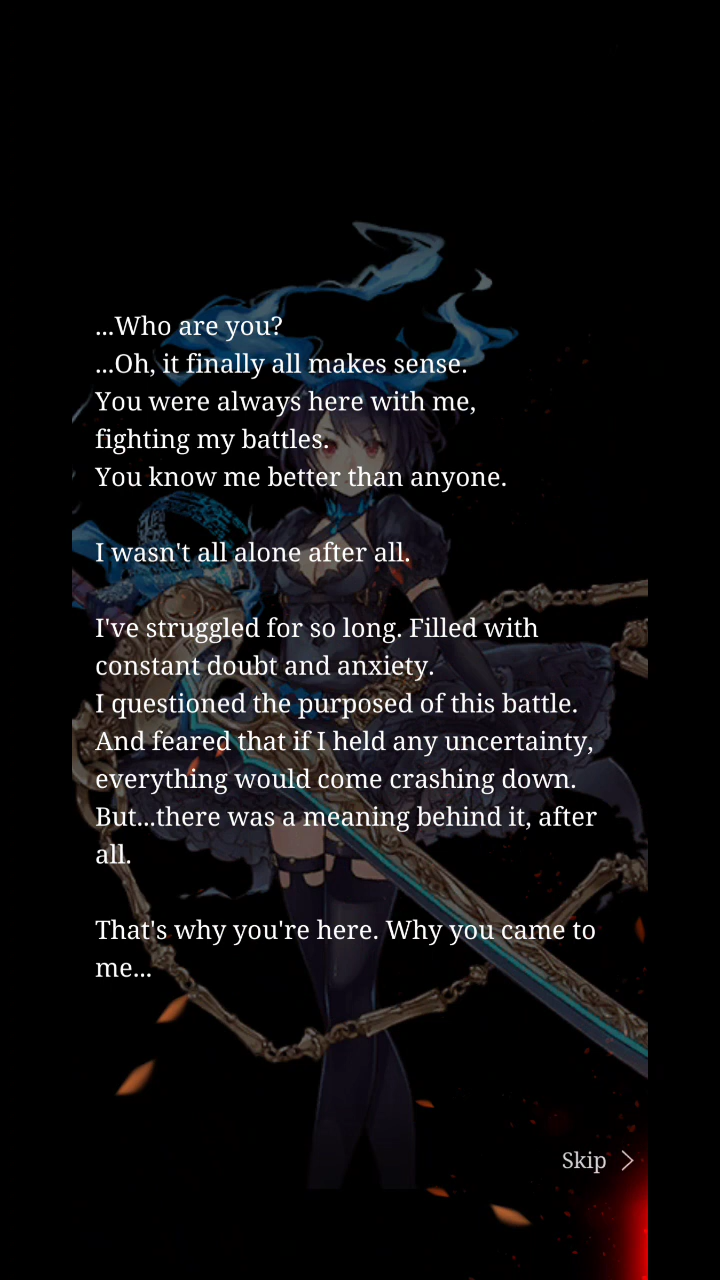 ...Who are you?
...Oh, it finally all makes sense.
You were always here with me,
fighting my battles.
You know me better than anyone.
I wasn't all alone after all.
I've struggled for so long. Filled with
constant doubt and anxiety.
I questioned the purposed of this battle.
And feared that if I held any uncertainty,
everything would come crashing down.
But...there was a meaning behind it, after
all.
That's why you're here. Why you came to
me...
Skip